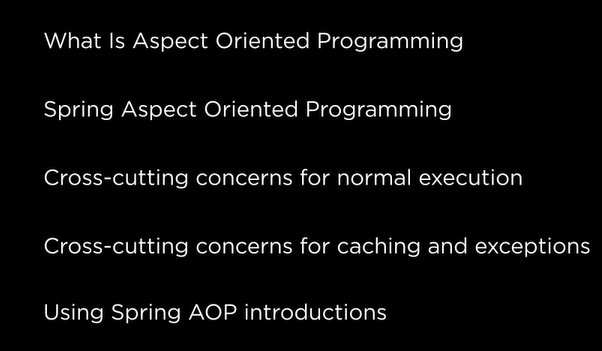 What Is Aspect Oriented Programming
Spring Aspect Oriented Programming
Cross-cutting concerns for normal execution
Cross-cutting concerns for caching and exceptions
Using Spring AOP introductions